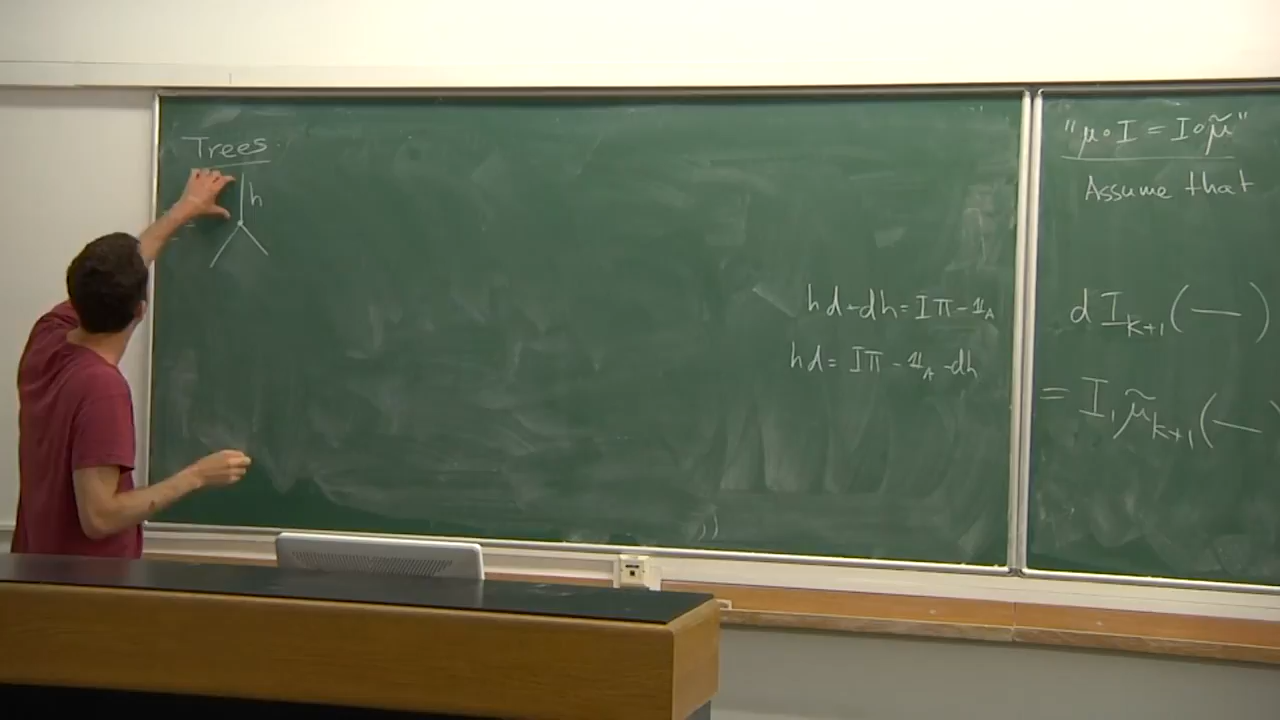 Trees
h
hd+dh = Iπ - 𝟙_A
hd = Iπ - 𝟙_A - dh
"μ∘I = I∘μ̃"
Assume that
d I_{k+1}(—)
= I_1 μ̃_{k+1}(—)